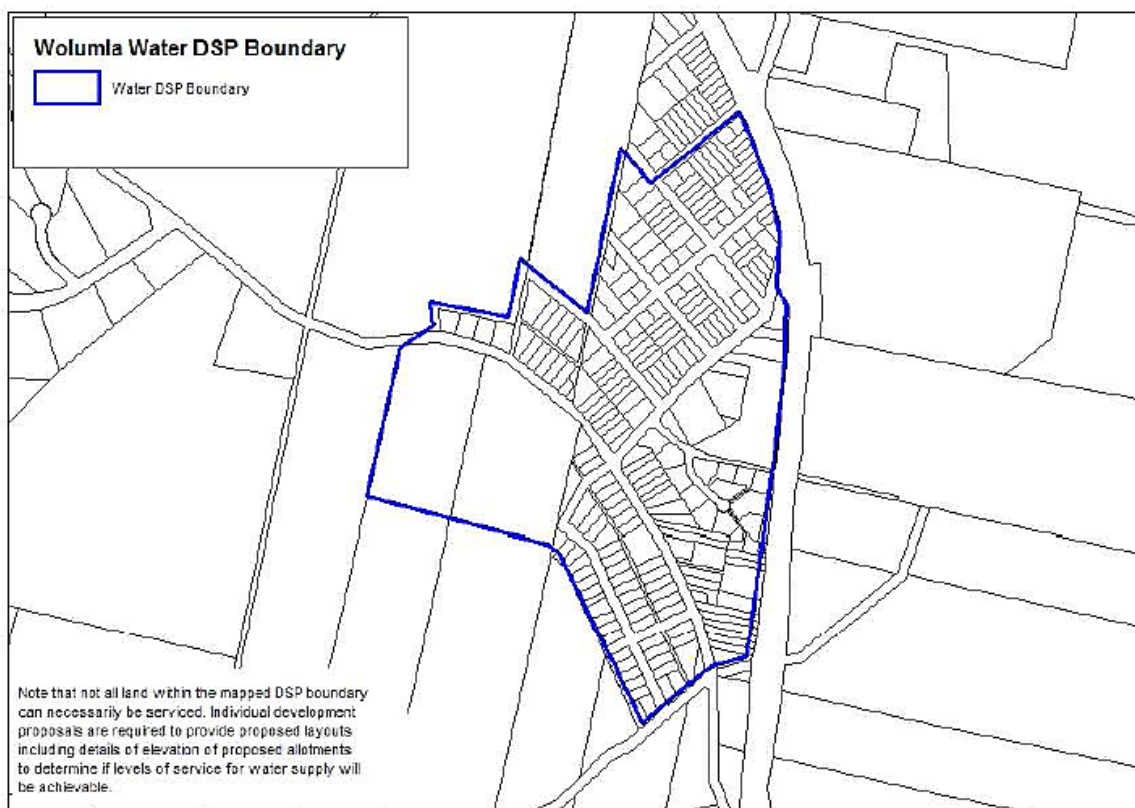 Wolumla Water DSP Boundary
Water DSP Boundary
Note that not all land within the mapped DSP boundary
can necessarily be serviced. Individual development
proposals are required to provide proposed layouts
including details of elevation of proposed allotments
to determine if levels of service for water supply will
be achievable.